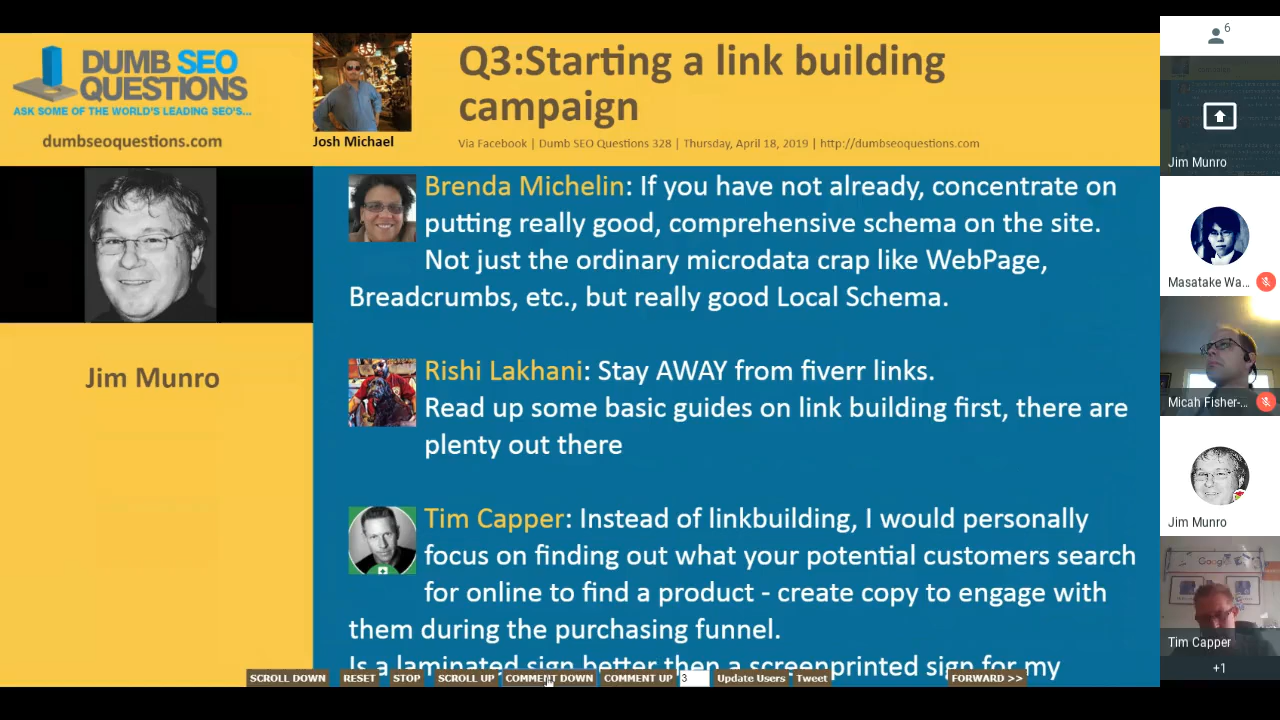 DUMB SEO
QUESTIONS
ASK SOME OF THE WORLD'S LEADING SEO'S...
dumbseoquestions.com
Josh Michael
Q3:Starting a link building
campaign
Via Facebook | Dumb SEO Questions 328 | Thursday, April 18, 2019 | http://dumbseoquestions.com
Jim Munro
Brenda Michelin: If you have not already, concentrate on
putting really good, comprehensive schema on the site.
Not just the ordinary microdata crap like WebPage,
Breadcrumbs, etc., but really good Local Schema.
Rishi Lakhani: Stay AWAY from fiverr links.
Read up some basic guides on link building first, there are
plenty out there
Tim Capper: Instead of linkbuilding, I would personally
focus on finding out what your potential customers search
for online to find a product - create copy to engage with
them during the purchasing funnel.
Is a laminated sign better then a screenprinted sign for my
SCROLL DOWN RESET STOP SCROLL UP COMMENT DOWN COMMENT UP 3 Update Users Tweet FORWARD >>
6
Jim Munro
Masatake Wa...
Micah Fisher-...
Jim Munro
Google
Tim Capper
+1